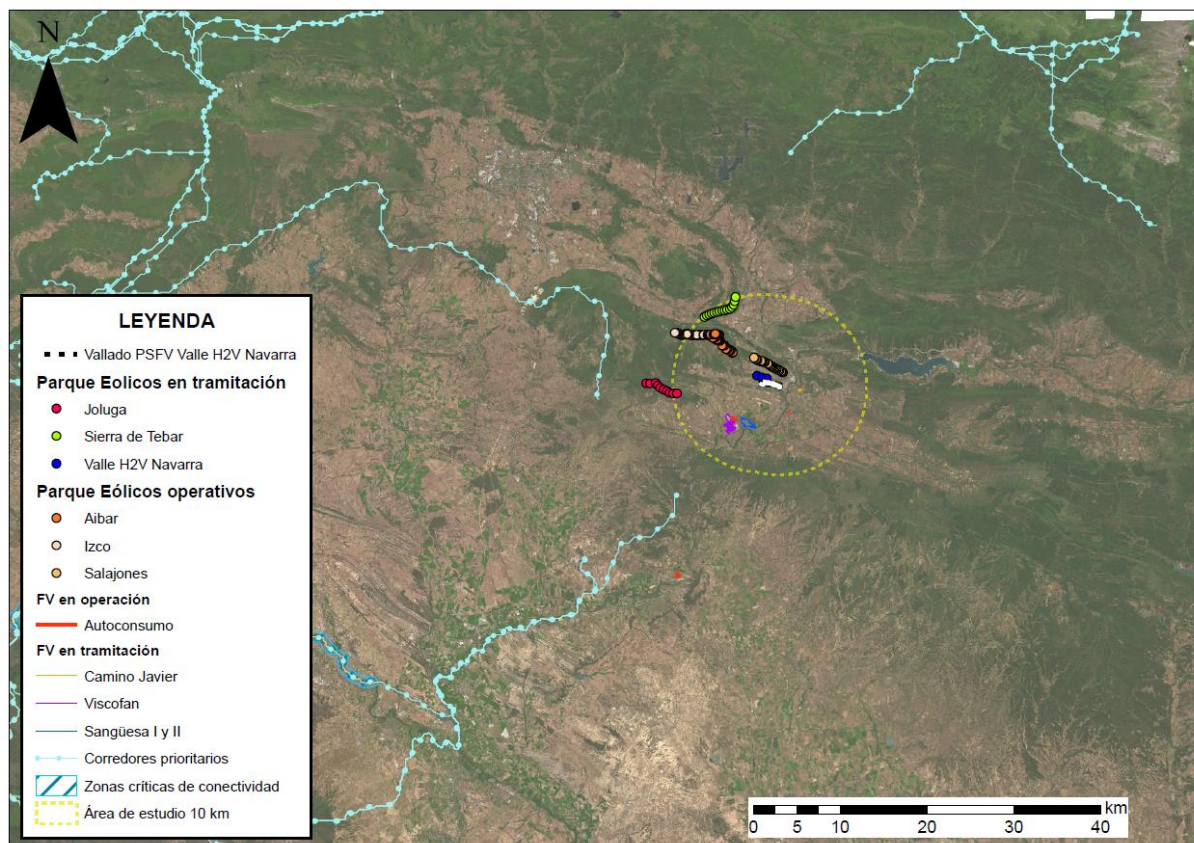 N
LEYENDA
Vallado PSFV Valle H2V Navarra
Parque Eolicos en tramitación
Joluga
Sierra de Tebar
Valle H2V Navarra
Parque Eólicos operativos
Aibar
Izco
Salajones
FV en operación
Autoconsumo
FV en tramitación
Camino Javier
Viscofan
Sangüesa I y II
Corredores prioritarios
Zonas críticas de conectividad
Área de estudio 10 km
km
0 5 10 20 30 40